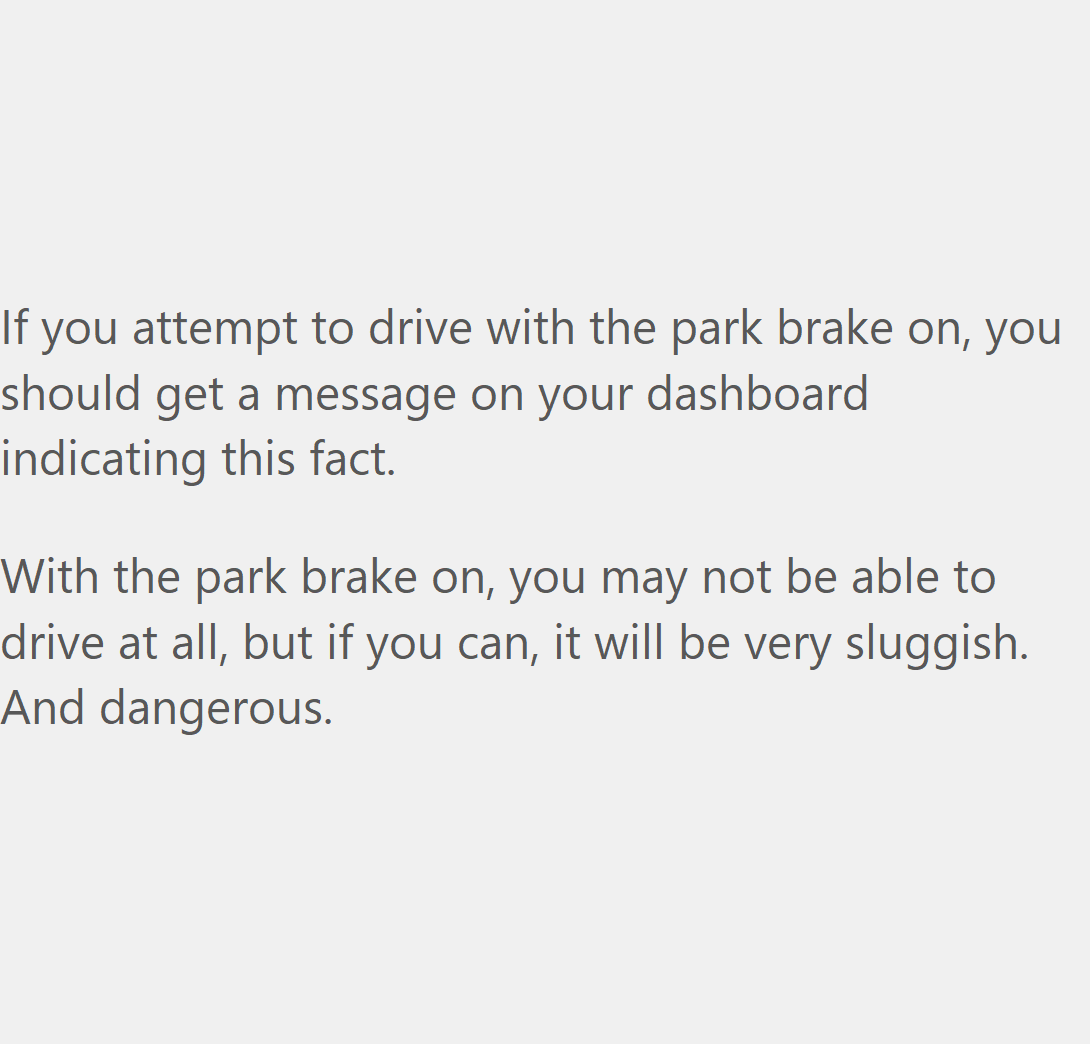 If you attempt to drive with the park brake on, you
should get a message on your dashboard
indicating this fact.
With the park brake on, you may not be able to
drive at all, but if you can, it will be very sluggish.
And dangerous.